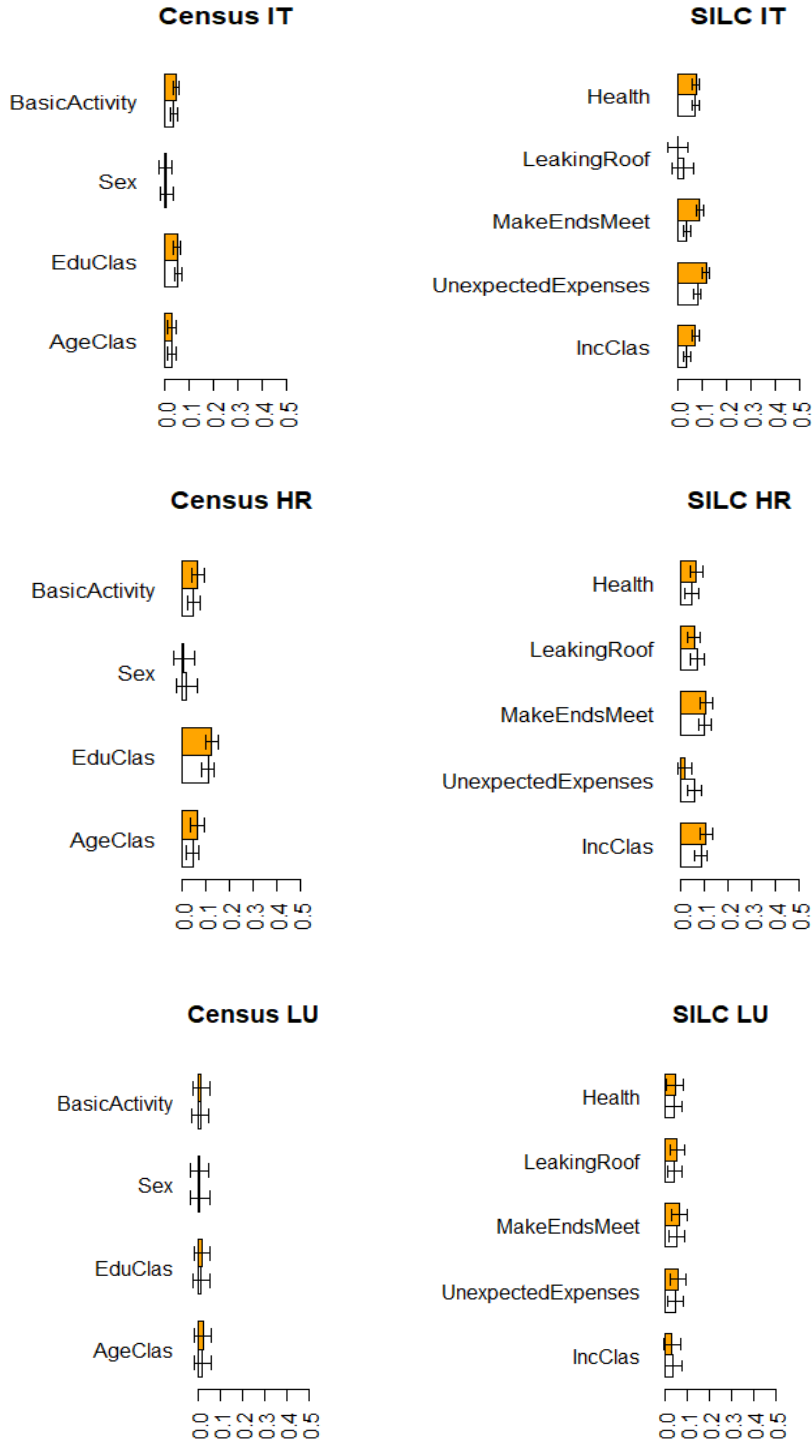 Census IT
BasicActivity
Sex
EduClas
AgeClas
0.0 0.1 0.2 0.3 0.4 0.5
SILC IT
Health
LeakingRoof
MakeEndsMeet
UnexpectedExpenses
IncClas
0.0 0.1 0.2 0.3 0.4 0.5
Census HR
BasicActivity
Sex
EduClas
AgeClas
0.0 0.1 0.2 0.3 0.4 0.5
SILC HR
Health
LeakingRoof
MakeEndsMeet
UnexpectedExpenses
IncClas
0.0 0.1 0.2 0.3 0.4 0.5
Census LU
BasicActivity
Sex
EduClas
AgeClas
0.0 0.1 0.2 0.3 0.4 0.5
SILC LU
Health
LeakingRoof
MakeEndsMeet
UnexpectedExpenses
IncClas
0.0 0.1 0.2 0.3 0.4 0.5